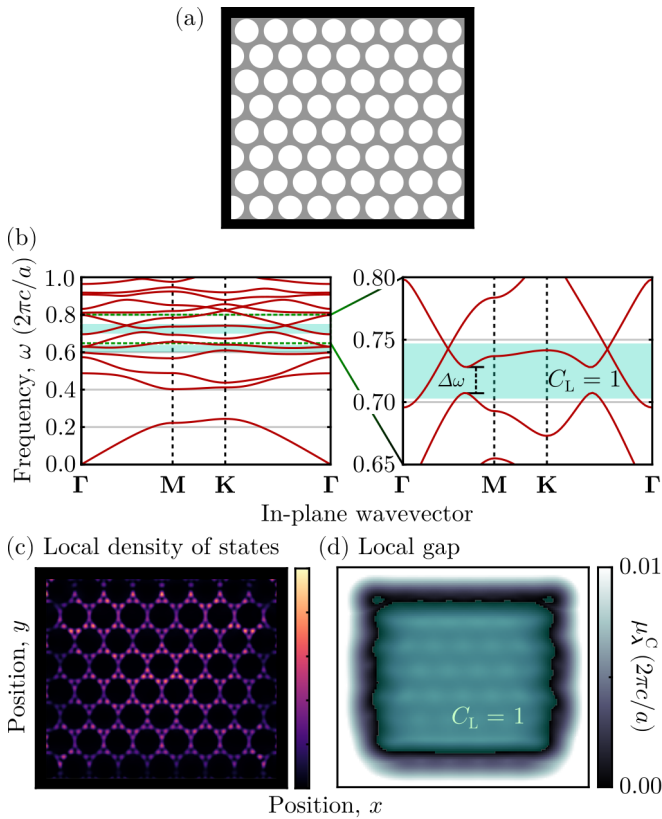 (a)
(b)
Frequency, ω (2πc/a)
1.0
0.8
0.6
0.4
0.2
0.0
Γ M K Γ
0.80
0.75
0.70
0.65
Δω
C_L = 1
Γ M K Γ
In-plane wavevector
(c) Local density of states
(d) Local gap
Position, y
Position, x
C_L = 1
0.01
μ_λ^C (2πc/a)
0.00